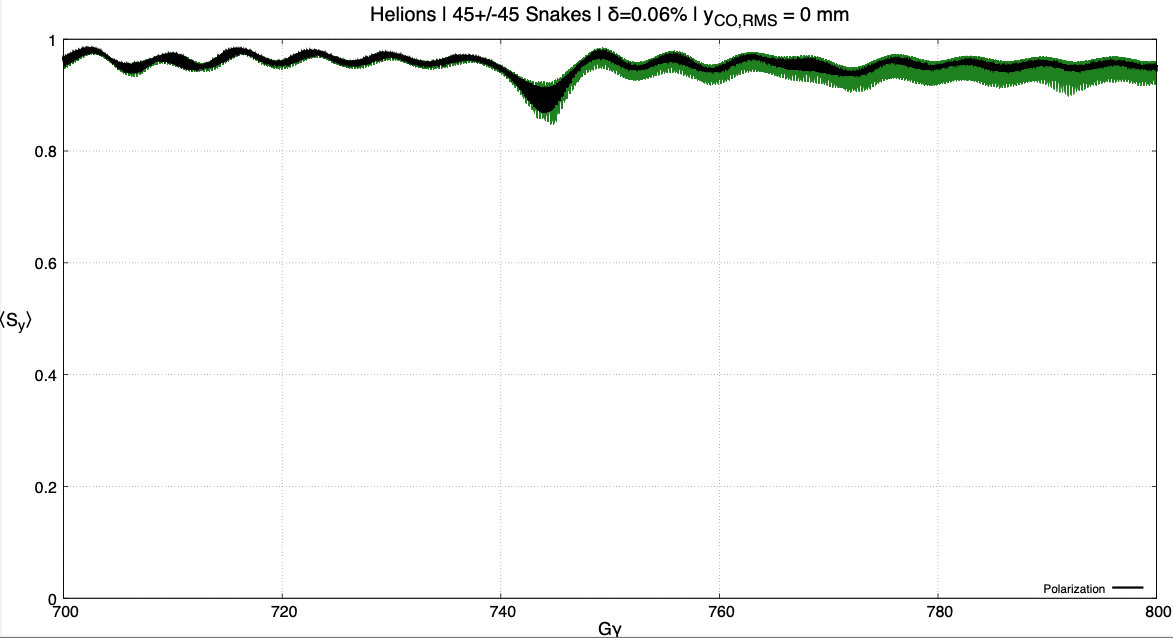 Helions | 45+/-45 Snakes | δ=0.06% | yCO,RMS = 0 mm
1
0.8
0.6
⟨Sy⟩
0.4
0.2
0
Polarization
700 720 740 760 780 800
Gγ